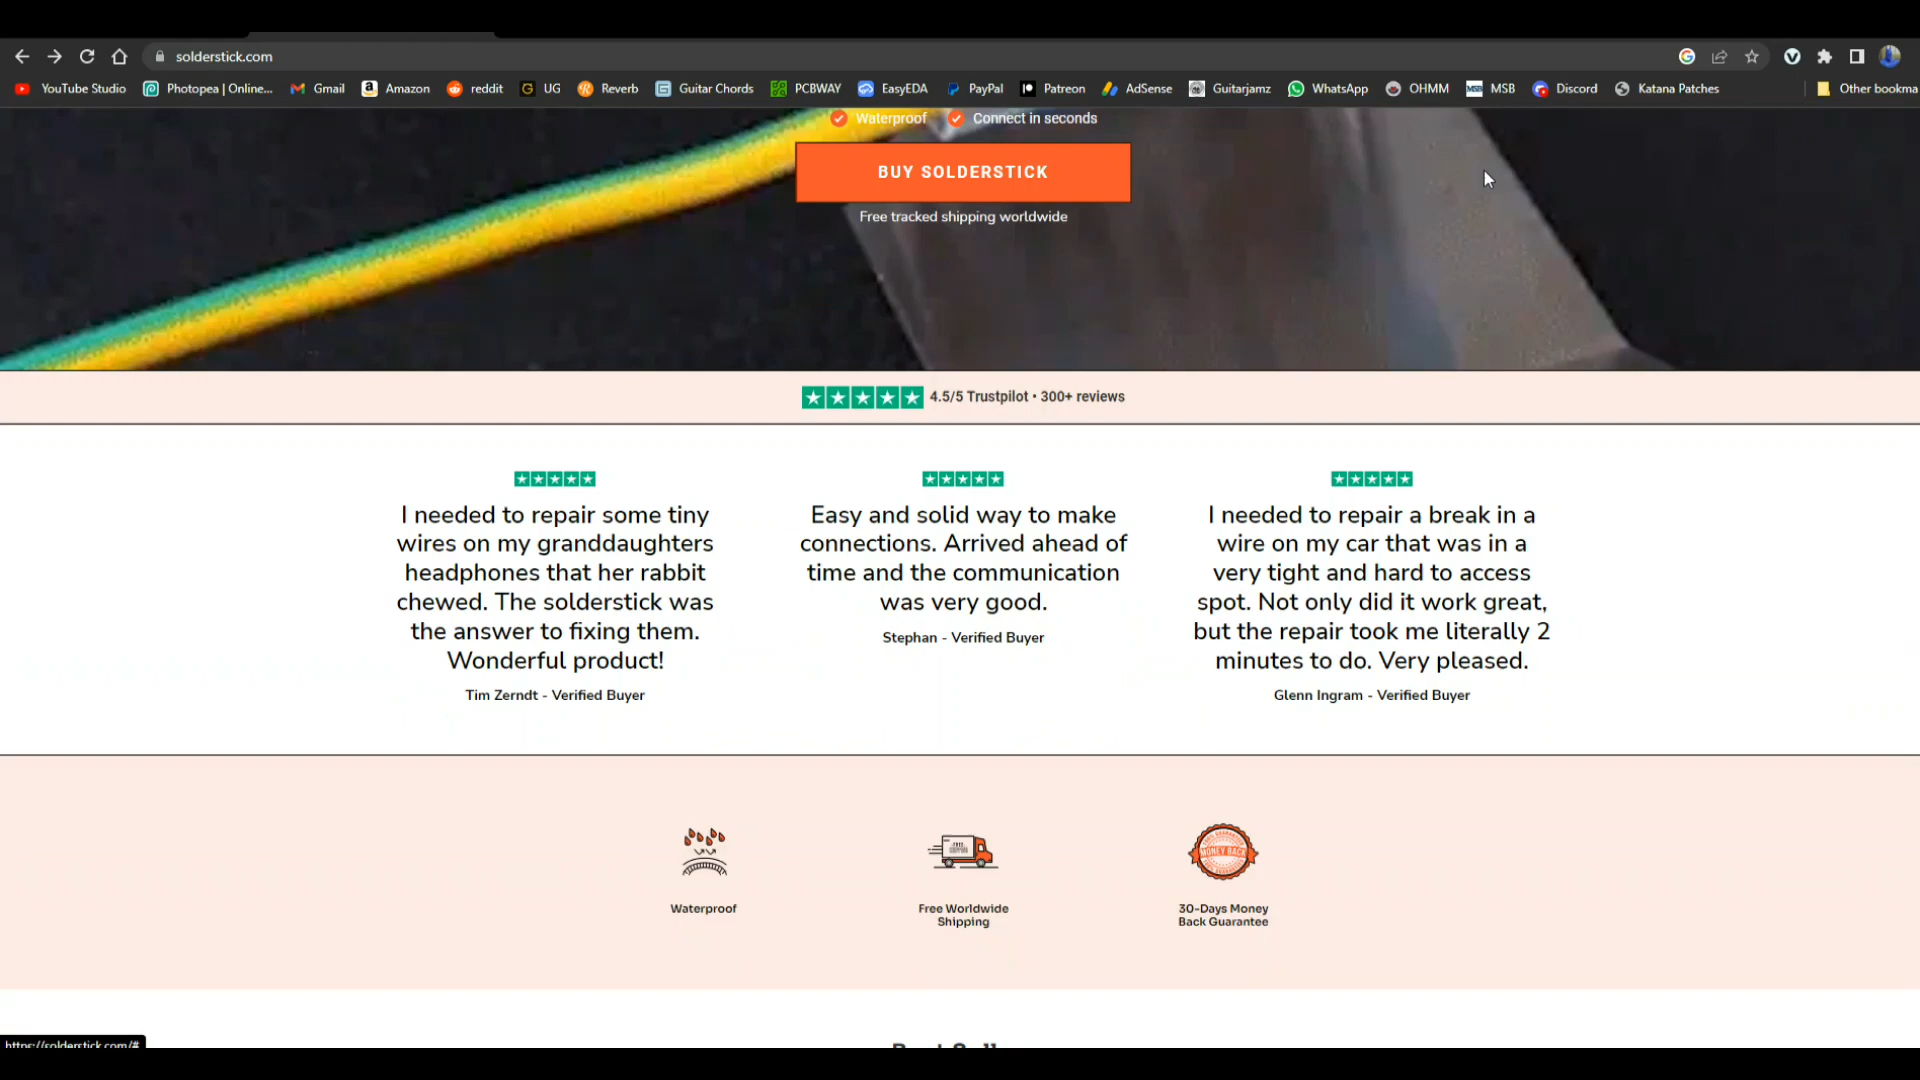 solderstick.com
YouTube Studio Photopea | Online... Gmail Amazon reddit UG Reverb Guitar Chords PCBWAY EasyEDA PayPal Patreon AdSense Guitarjamz WhatsApp OHMM MSB Discord Katana Patches Other bookma
Waterproof Connect in seconds
BUY SOLDERSTICK
Free tracked shipping worldwide
4.5/5 Trustpilot • 300+ reviews
I needed to repair some tiny
wires on my granddaughters
headphones that her rabbit
chewed. The solderstick was
the answer to fixing them.
Wonderful product!
Tim Zerndt - Verified Buyer
Easy and solid way to make
connections. Arrived ahead of
time and the communication
was very good.
Stephan - Verified Buyer
I needed to repair a break in a
wire on my car that was in a
very tight and hard to access
spot. Not only did it work great,
but the repair took me literally 2
minutes to do. Very pleased.
Glenn Ingram - Verified Buyer
MONEY BACK
Waterproof
Free Worldwide
Shipping
30-Days Money
Back Guarantee
https://solderstick.com/#